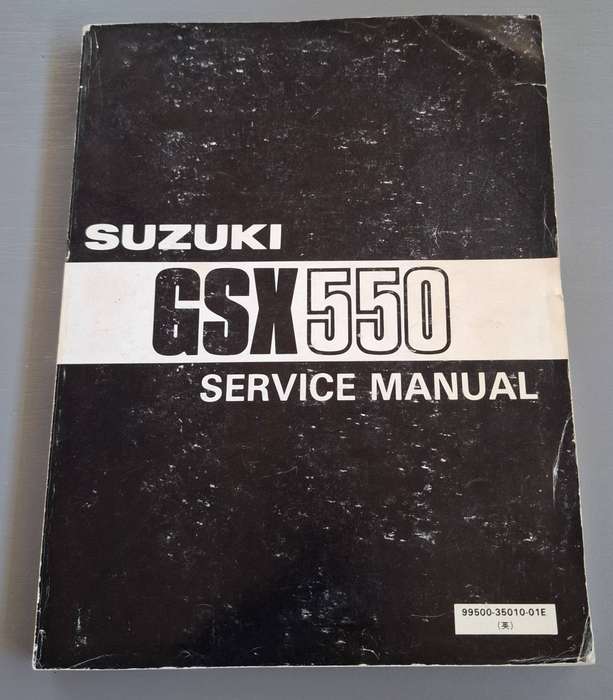 SUZUKI
GSX550
SERVICE MANUAL
99500-35010-01E
(英)